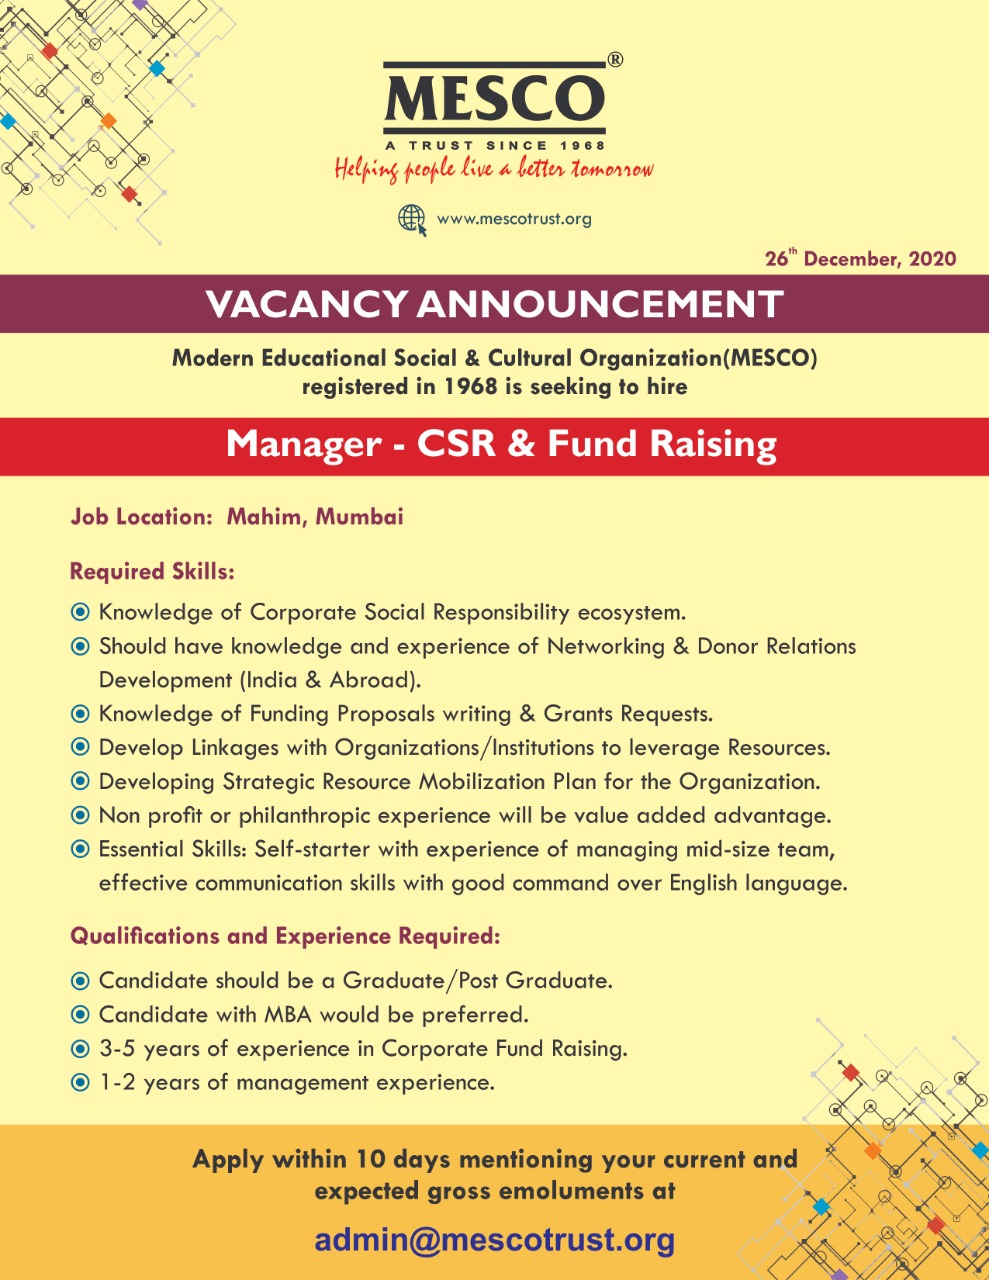 MESCO®
A TRUST SINCE 1968
Helping people live a better tomorrow
www.mescotrust.org
26th December, 2020
VACANCY ANNOUNCEMENT
Modern Educational Social & Cultural Organization(MESCO)
registered in 1968 is seeking to hire
Manager - CSR & Fund Raising
Job Location: Mahim, Mumbai
Required Skills:
Knowledge of Corporate Social Responsibility ecosystem.
Should have knowledge and experience of Networking & Donor Relations
Development (India & Abroad).
Knowledge of Funding Proposals writing & Grants Requests.
Develop Linkages with Organizations/Institutions to leverage Resources.
Developing Strategic Resource Mobilization Plan for the Organization.
Non profit or philanthropic experience will be value added advantage.
Essential Skills: Self-starter with experience of managing mid-size team,
effective communication skills with good command over English language.
Qualifications and Experience Required:
Candidate should be a Graduate/Post Graduate.
Candidate with MBA would be preferred.
3-5 years of experience in Corporate Fund Raising.
1-2 years of management experience.
Apply within 10 days mentioning your current and
expected gross emoluments at
admin@mescotrust.org